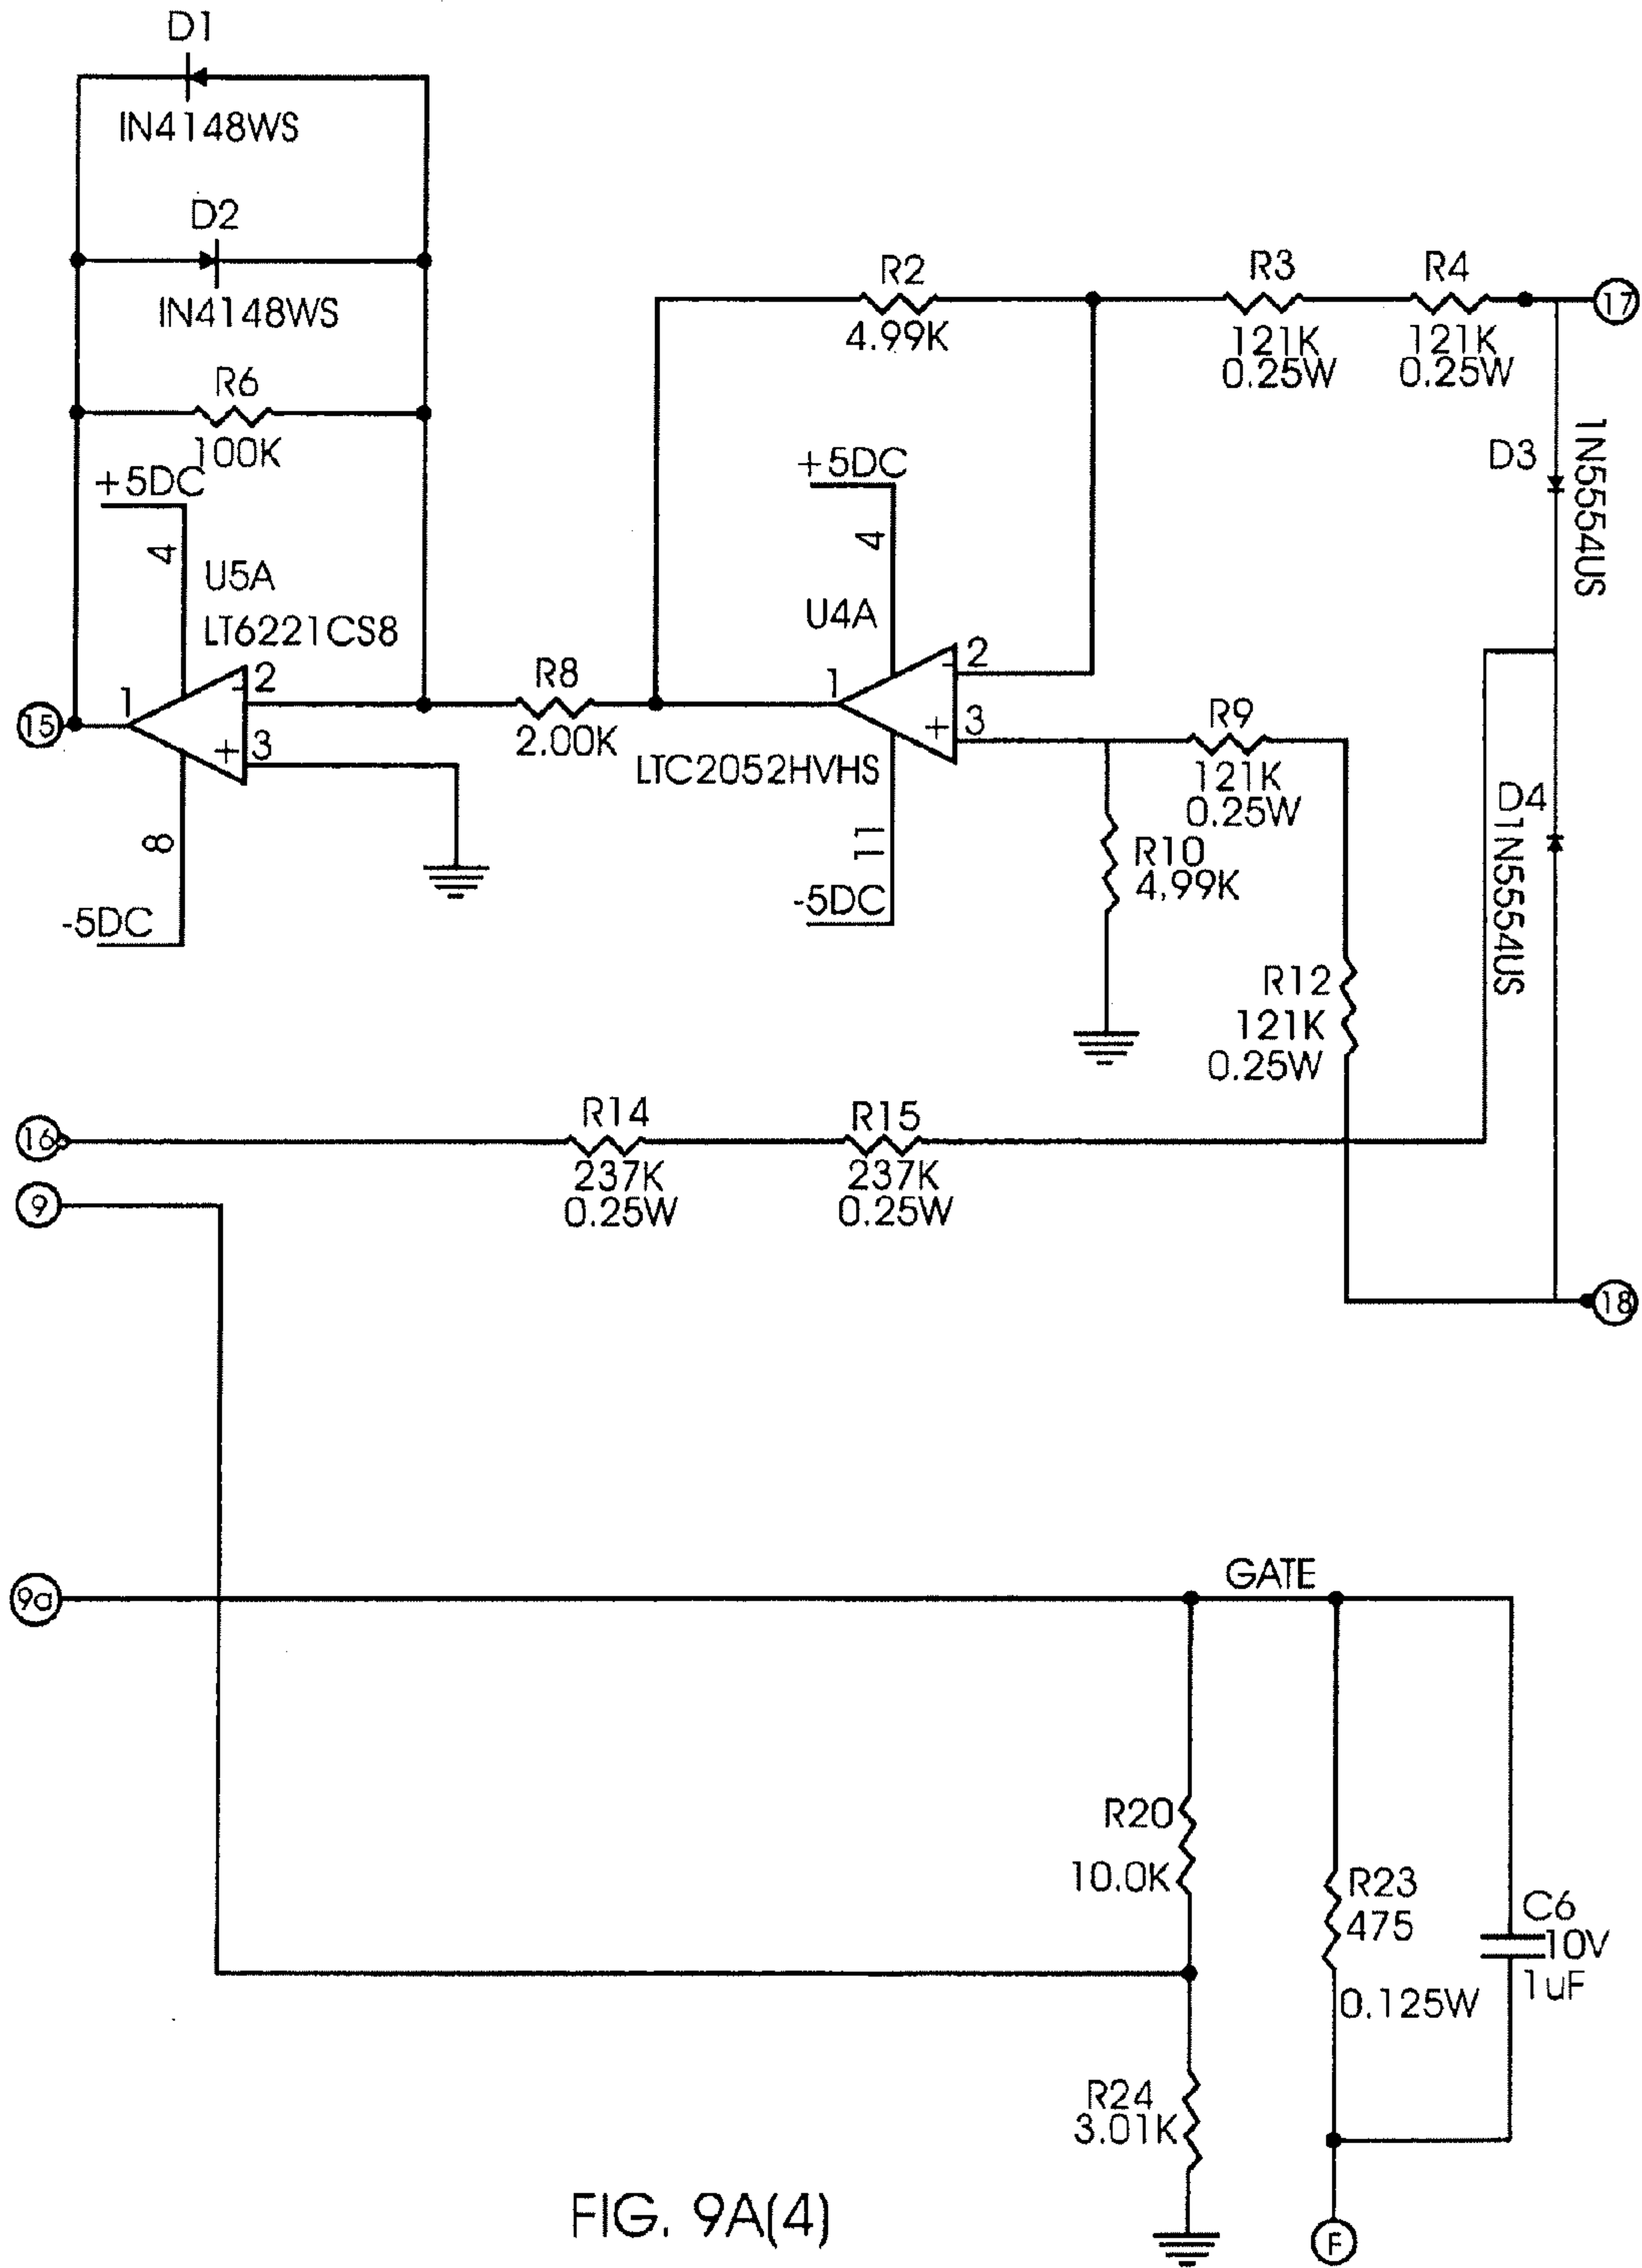 D1
IN4148WS
D2
IN4148WS
R6
100K
+5DC
4
U5A
LT6221CS8
1
- 2
+ 3
15
8
-5DC
R8
2.00K
R2
4.99K
R3
121K
0.25W
R4
121K
0.25W
17
+5DC
4
U4A
1
- 2
+ 3
LTC2052HVHS
11
-5DC
R9
121K
0.25W
R10
4,99K
R12
121K
0.25W
D3
1N5554US
D4
1N5554US
16
R14
237K
0.25W
R15
237K
0.25W
9
18
9a
GATE
R20
10.0K
R23
475
0.125W
C6
10V
1uF
R24
3.01K
F
FIG. 9A(4)